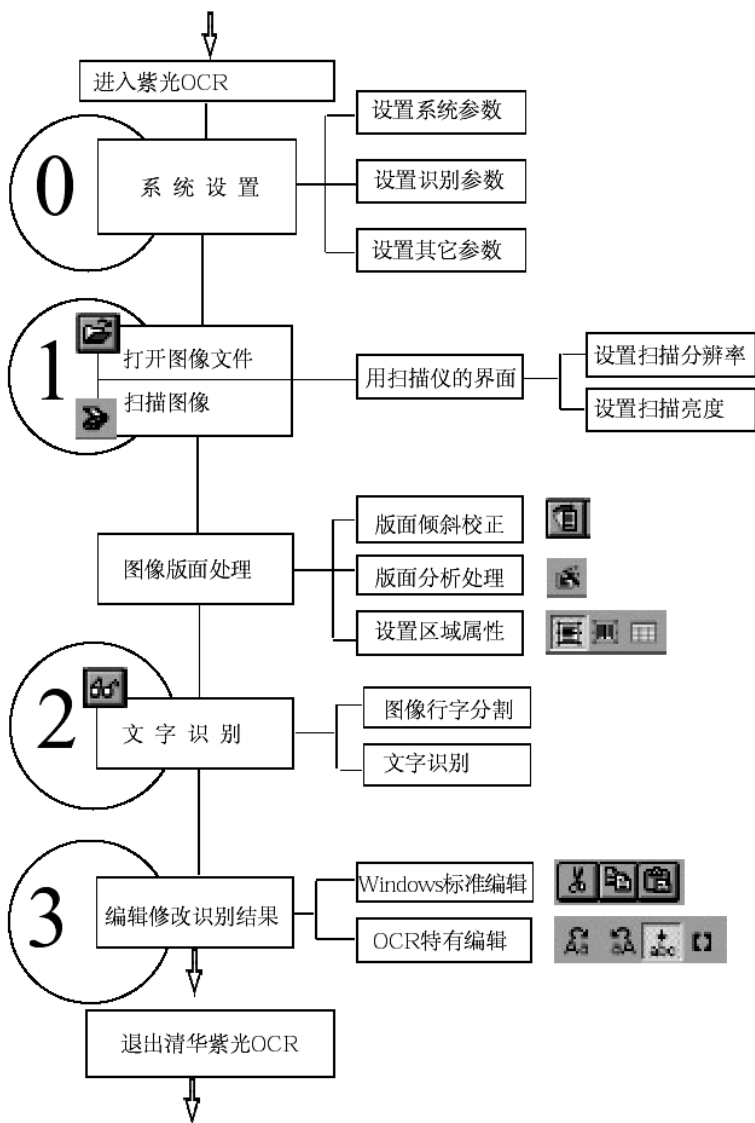 进入紫光OCR
设置系统参数
0
系统设置
设置识别参数
设置其它参数
1
打开图像文件
扫描图像
用扫描仪的界面
设置扫描分辨率
设置扫描亮度
图像版面处理
版面倾斜校正
版面分析处理
设置区域属性
2
文字识别
图像行字分割
文字识别
3
编辑修改识别结果
Windows标准编辑
OCR特有编辑
Aa
aA
abc
退出清华紫光OCR